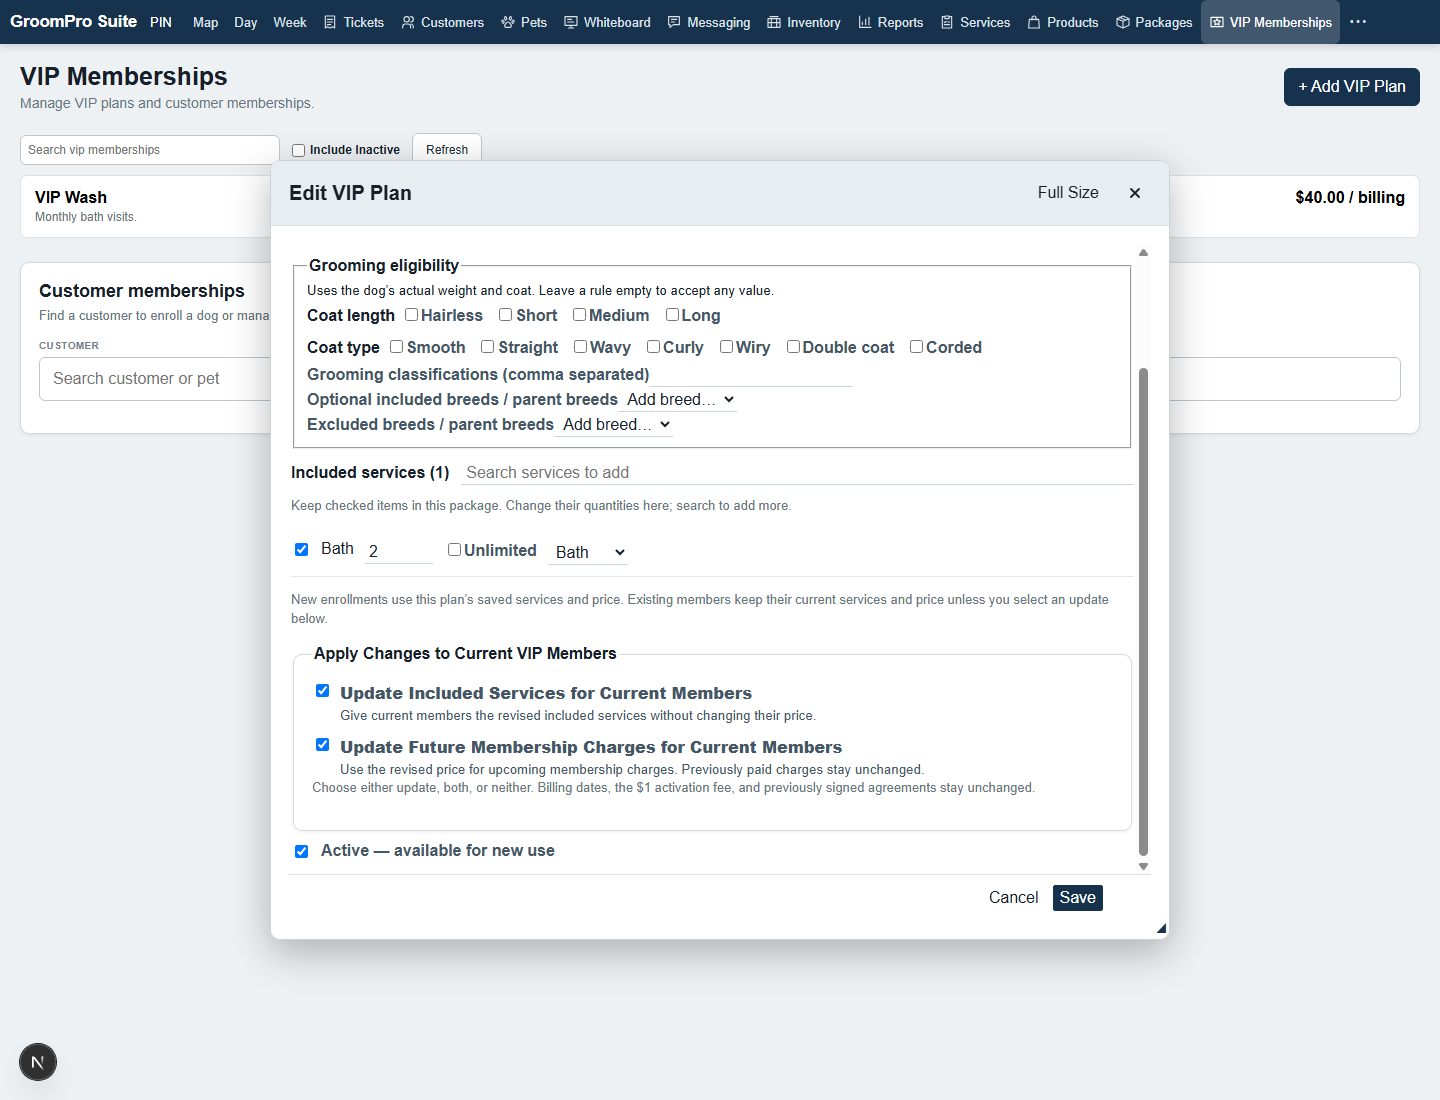 GroomPro Suite PIN Map Day Week Tickets Customers Pets Whiteboard Messaging Inventory Reports Services Products Packages VIP Memberships ...
VIP Memberships
Manage VIP plans and customer memberships.
+ Add VIP Plan
Search vip memberships
Include Inactive
Refresh
VIP Wash
Monthly bath visits.
$40.00 / billing
Customer memberships
Find a customer to enroll a dog or mana
CUSTOMER
Search customer or pet
Edit VIP Plan
Full Size ×
Grooming eligibility
Uses the dog's actual weight and coat. Leave a rule empty to accept any value.
Coat length Hairless Short Medium Long
Coat type Smooth Straight Wavy Curly Wiry Double coat Corded
Grooming classifications (comma separated)
Optional included breeds / parent breeds Add breed...
Excluded breeds / parent breeds Add breed...
Included services (1) Search services to add
Keep checked items in this package. Change their quantities here; search to add more.
Bath 2 Unlimited Bath
New enrollments use this plan's saved services and price. Existing members keep their current services and price unless you select an update
below.
Apply Changes to Current VIP Members
Update Included Services for Current Members
Give current members the revised included services without changing their price.
Update Future Membership Charges for Current Members
Use the revised price for upcoming membership charges. Previously paid charges stay unchanged.
Choose either update, both, or neither. Billing dates, the $1 activation fee, and previously signed agreements stay unchanged.
Active — available for new use
Cancel Save
N